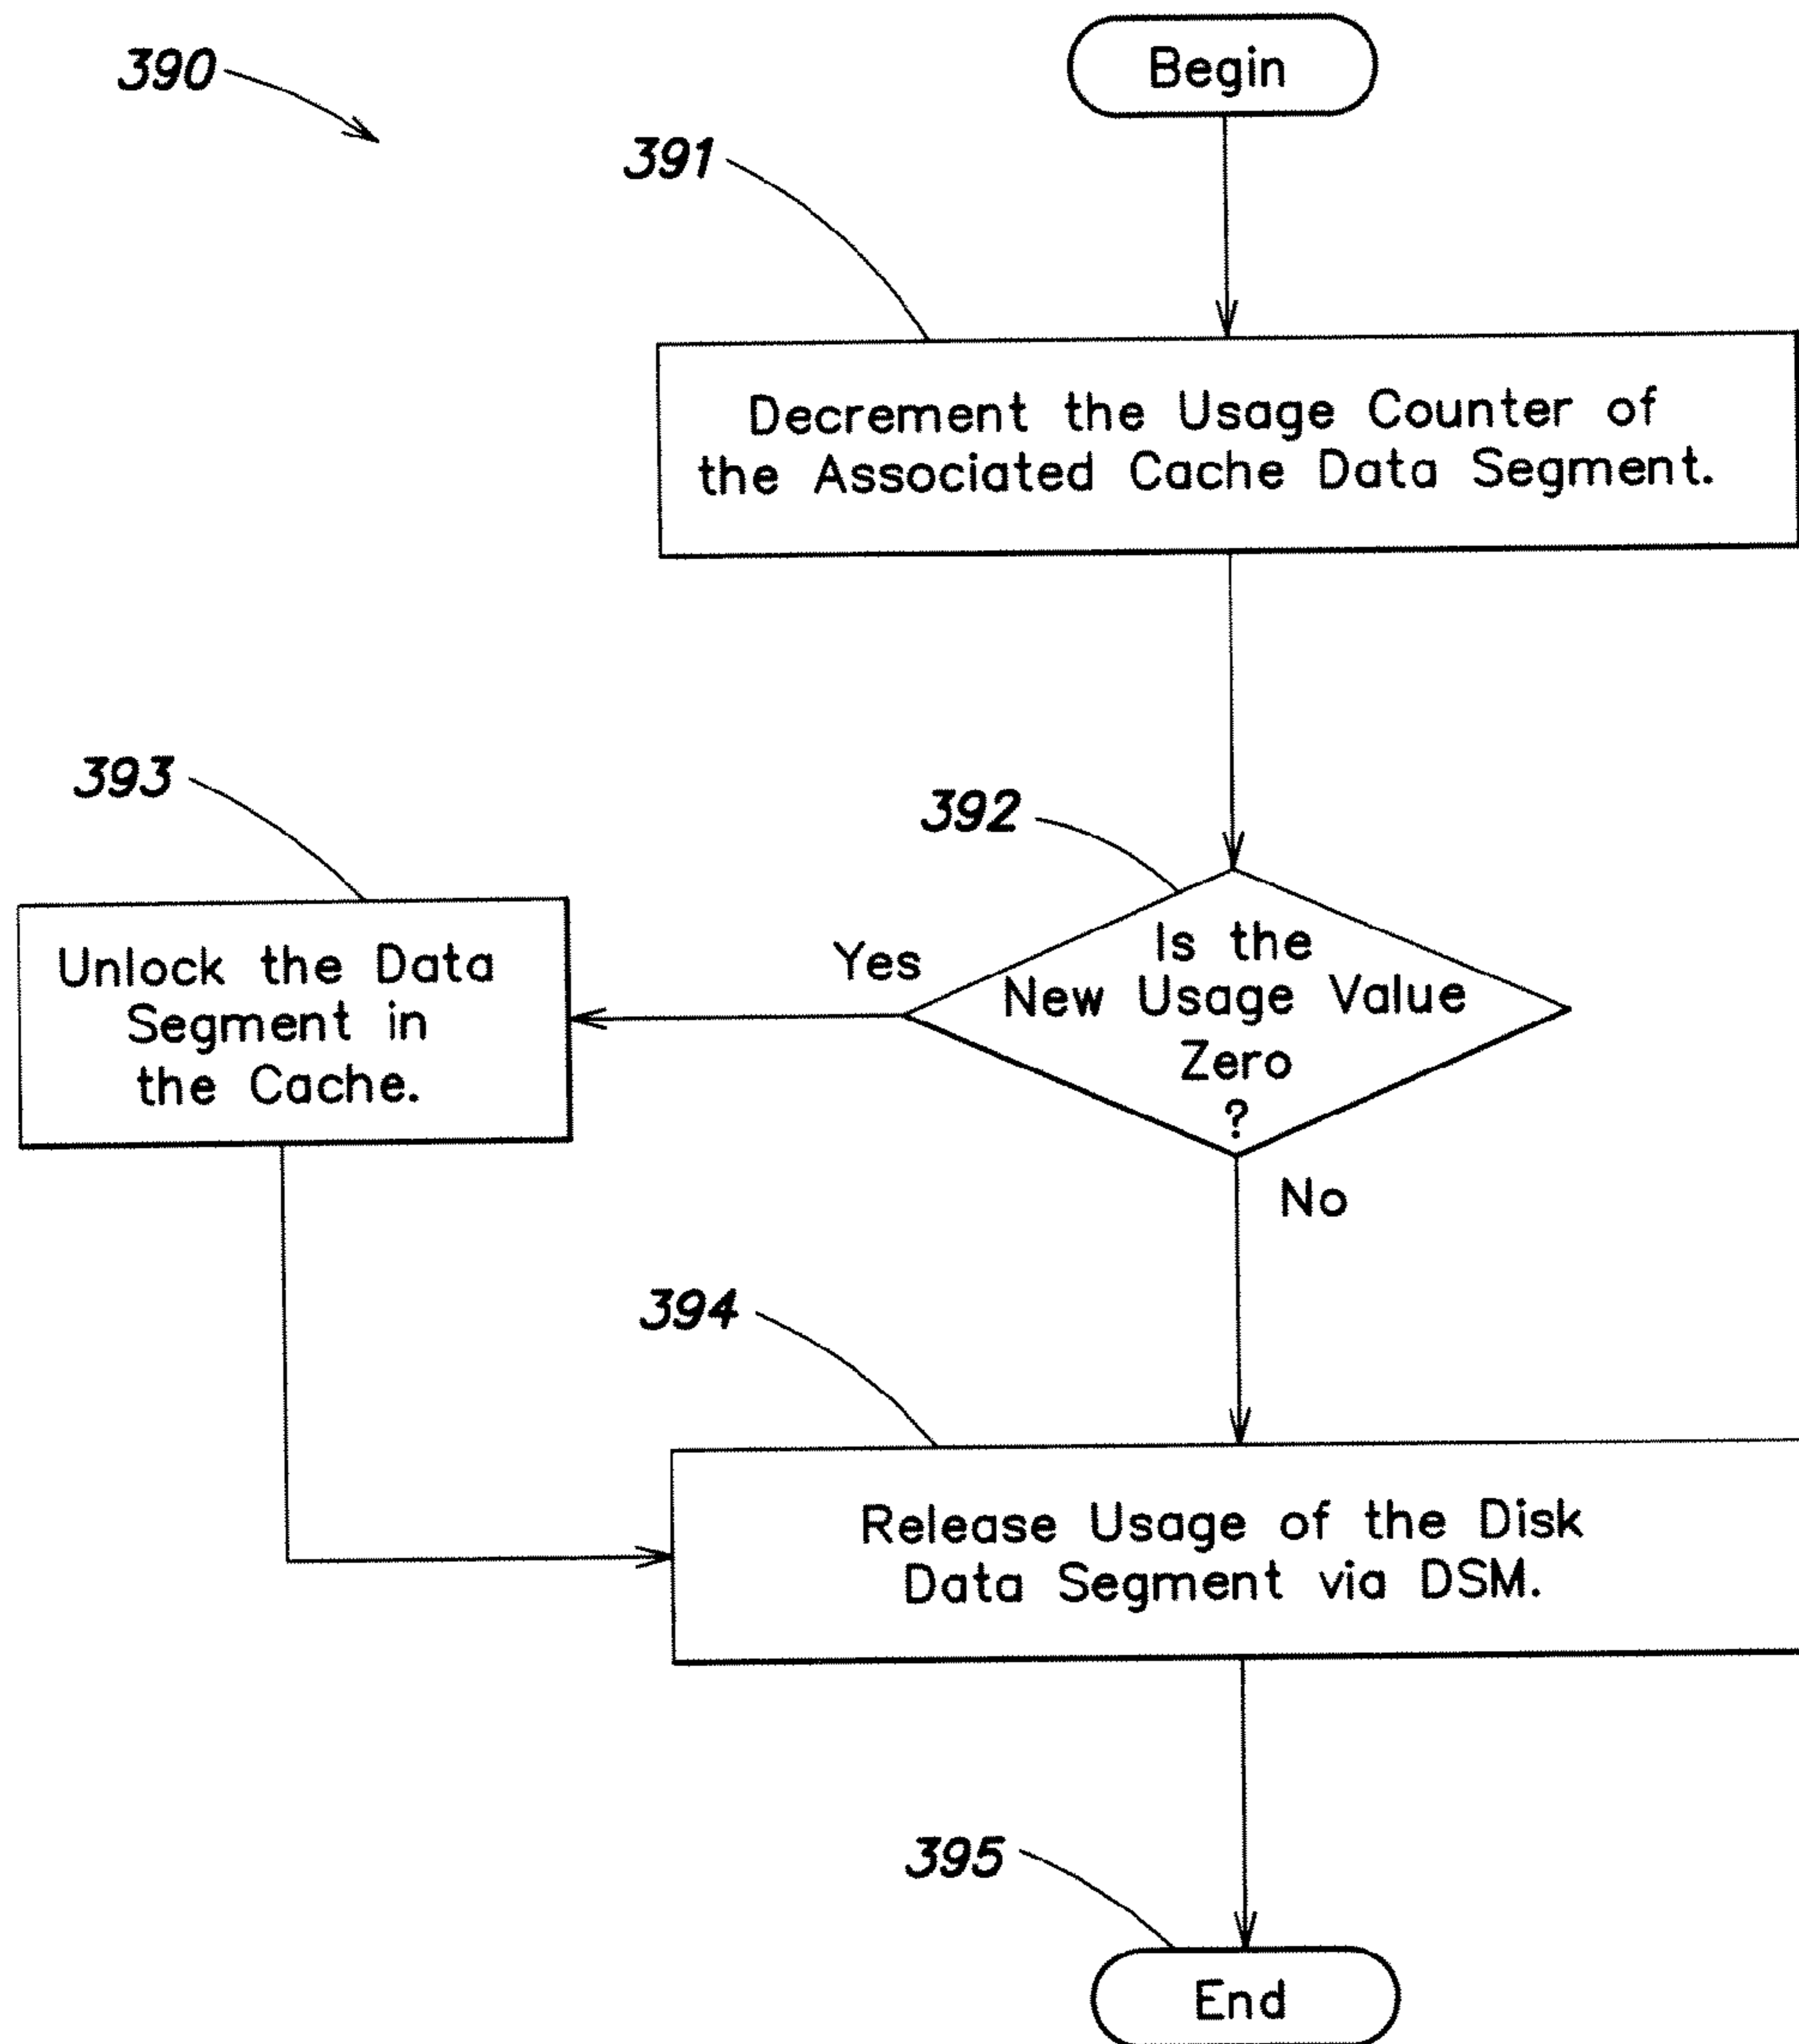 390
Begin
391
Decrement the Usage Counter of
the Associated Cache Data Segment.
393
392
Unlock the Data
Segment in
the Cache.
Yes
Is the
New Usage Value
Zero
?
No
394
Release Usage of the Disk
Data Segment via DSM.
395
End